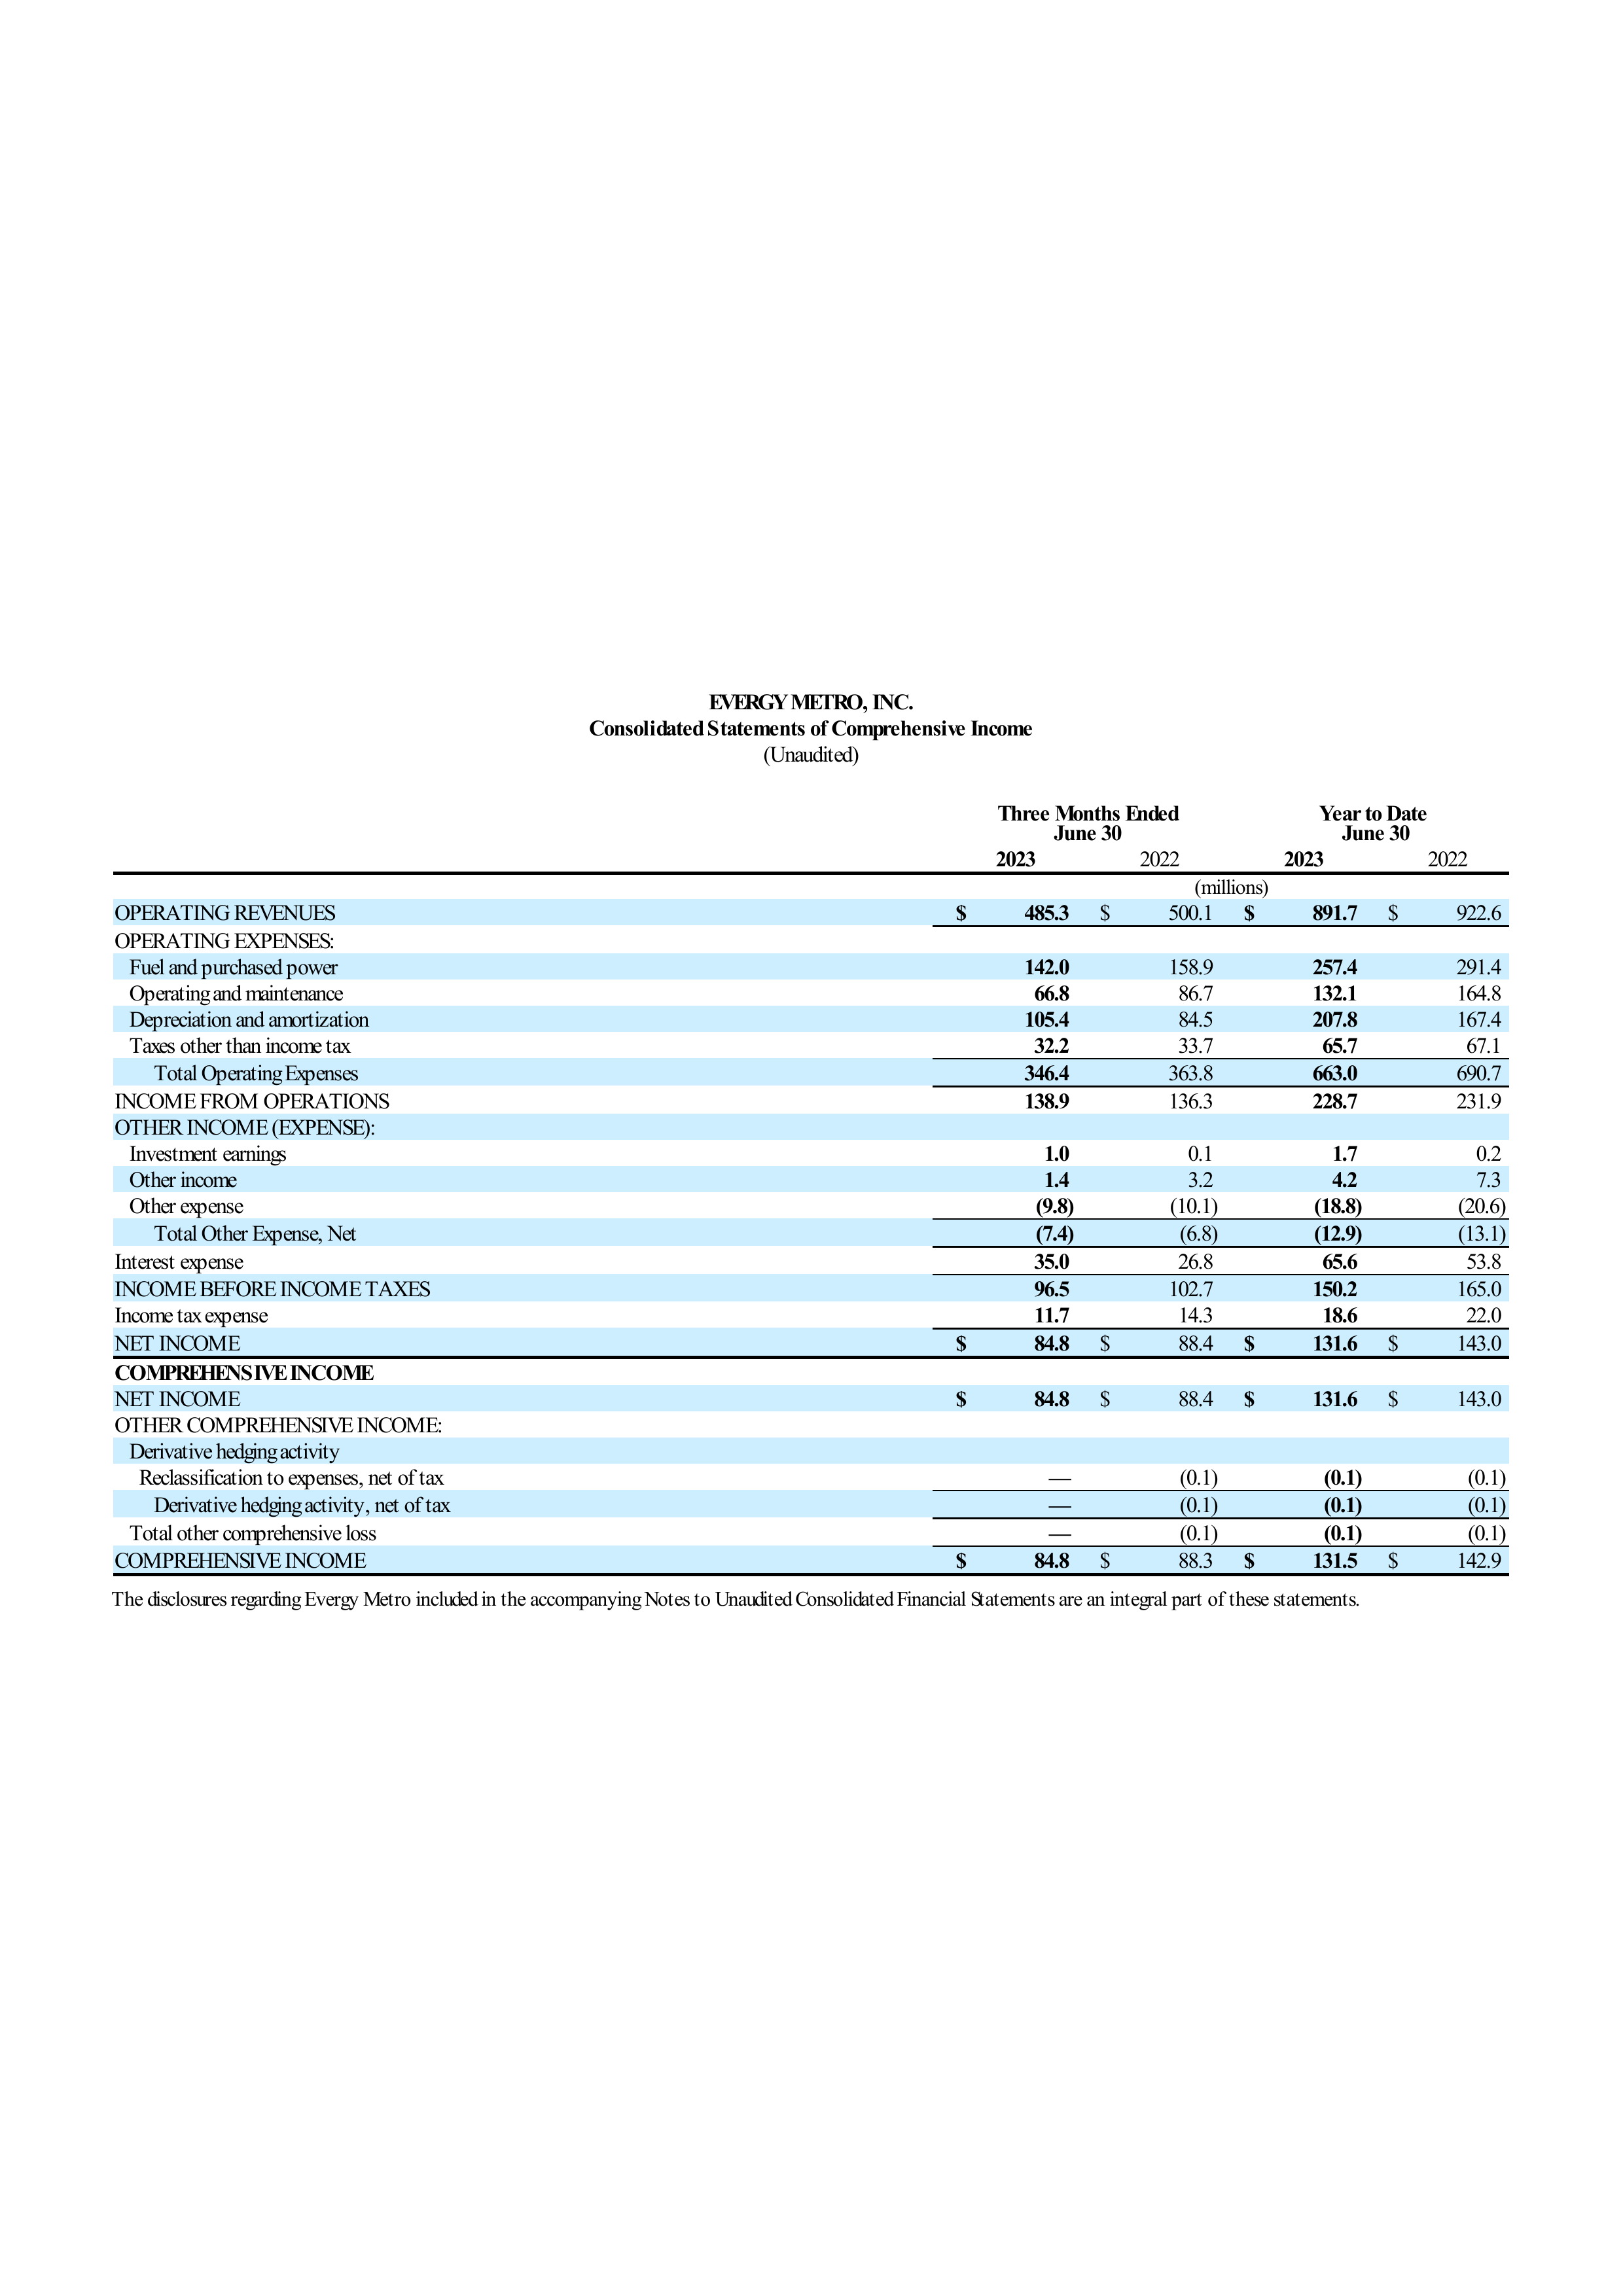 EVERGY METRO, INC.
Consolidated Statements of Comprehensive Income
(Unaudited)
Three Months Ended June 30 Year to Date June 30
2023 2022 2023 2022
(millions)
OPERATING REVENUES $ 485.3 $ 500.1 $ 891.7 $ 922.6
OPERATING EXPENSES:
Fuel and purchased power 142.0 158.9 257.4 291.4
Operating and maintenance 66.8 86.7 132.1 164.8
Depreciation and amortization 105.4 84.5 207.8 167.4
Taxes other than income tax 32.2 33.7 65.7 67.1
Total Operating Expenses 346.4 363.8 663.0 690.7
INCOME FROM OPERATIONS 138.9 136.3 228.7 231.9
OTHER INCOME (EXPENSE):
Investment earnings 1.0 0.1 1.7 0.2
Other income 1.4 3.2 4.2 7.3
Other expense (9.8) (10.1) (18.8) (20.6)
Total Other Expense, Net (7.4) (6.8) (12.9) (13.1)
Interest expense 35.0 26.8 65.6 53.8
INCOME BEFORE INCOME TAXES 96.5 102.7 150.2 165.0
Income tax expense 11.7 14.3 18.6 22.0
NET INCOME $ 84.8 $ 88.4 $ 131.6 $ 143.0
COMPREHENSIVE INCOME
NET INCOME $ 84.8 $ 88.4 $ 131.6 $ 143.0
OTHER COMPREHENSIVE INCOME:
Derivative hedging activity
Reclassification to expenses, net of tax — (0.1) (0.1) (0.1)
Derivative hedging activity, net of tax — (0.1) (0.1) (0.1)
Total other comprehensive loss — (0.1) (0.1) (0.1)
COMPREHENSIVE INCOME $ 84.8 $ 88.3 $ 131.5 $ 142.9
The disclosures regarding Evergy Metro included in the accompanying Notes to Unaudited Consolidated Financial Statements are an integral part of these statements.